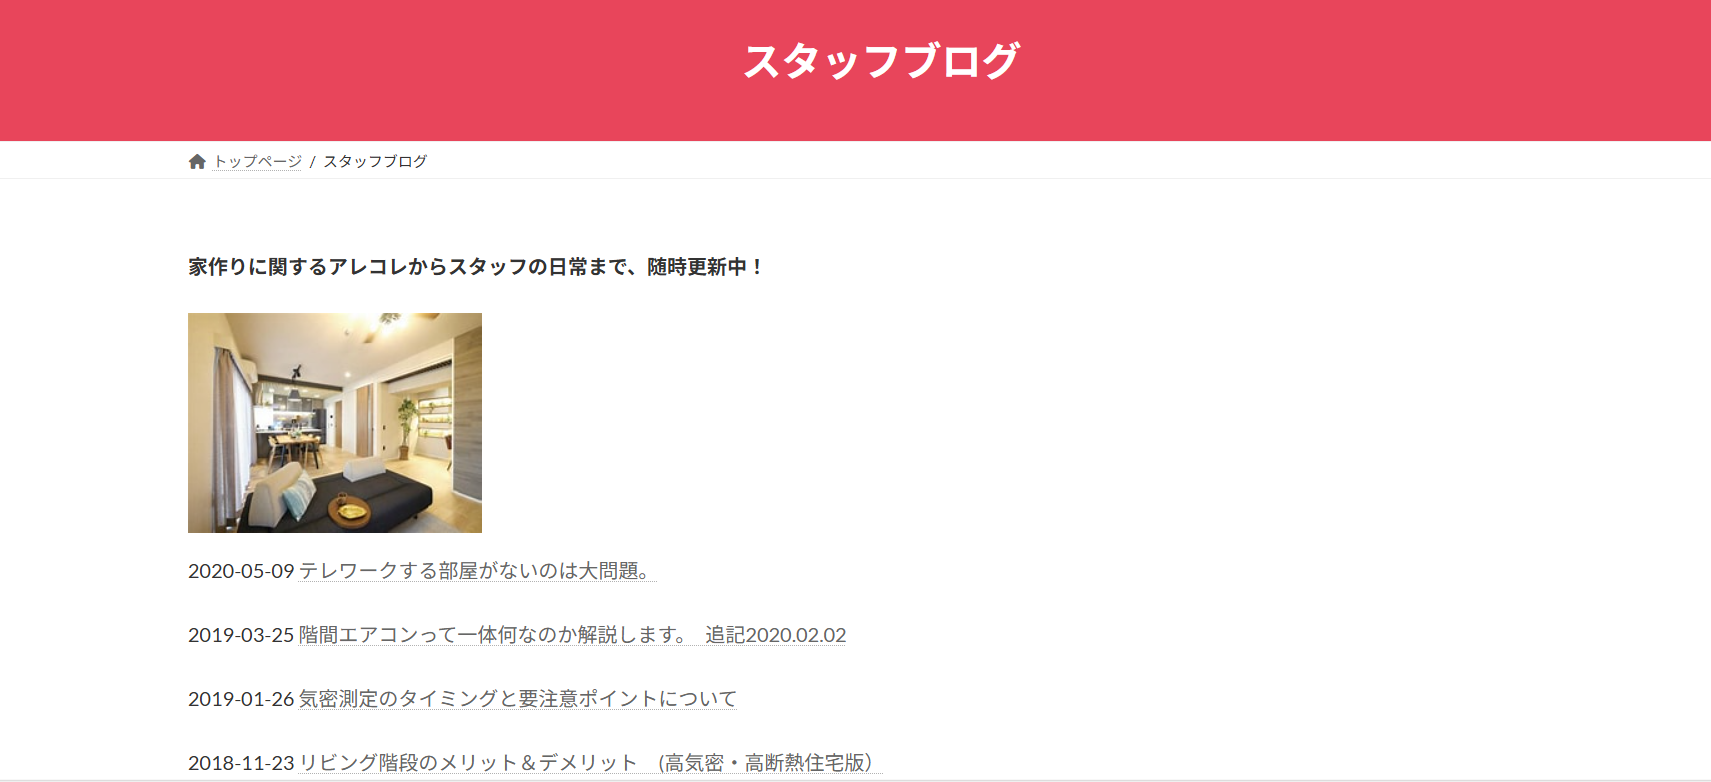 スタッフブログ
トップページ / スタッフブログ
家作りに関するアレコレからスタッフの日常まで、随時更新中！
2020-05-09 テレワークする部屋がないのは大問題。
2019-03-25 階間エアコンって一体何なのか解説します。　追記2020.02.02
2019-01-26 気密測定のタイミングと要注意ポイントについて
2018-11-23 リビング階段のメリット＆デメリット　(高気密・高断熱住宅版）